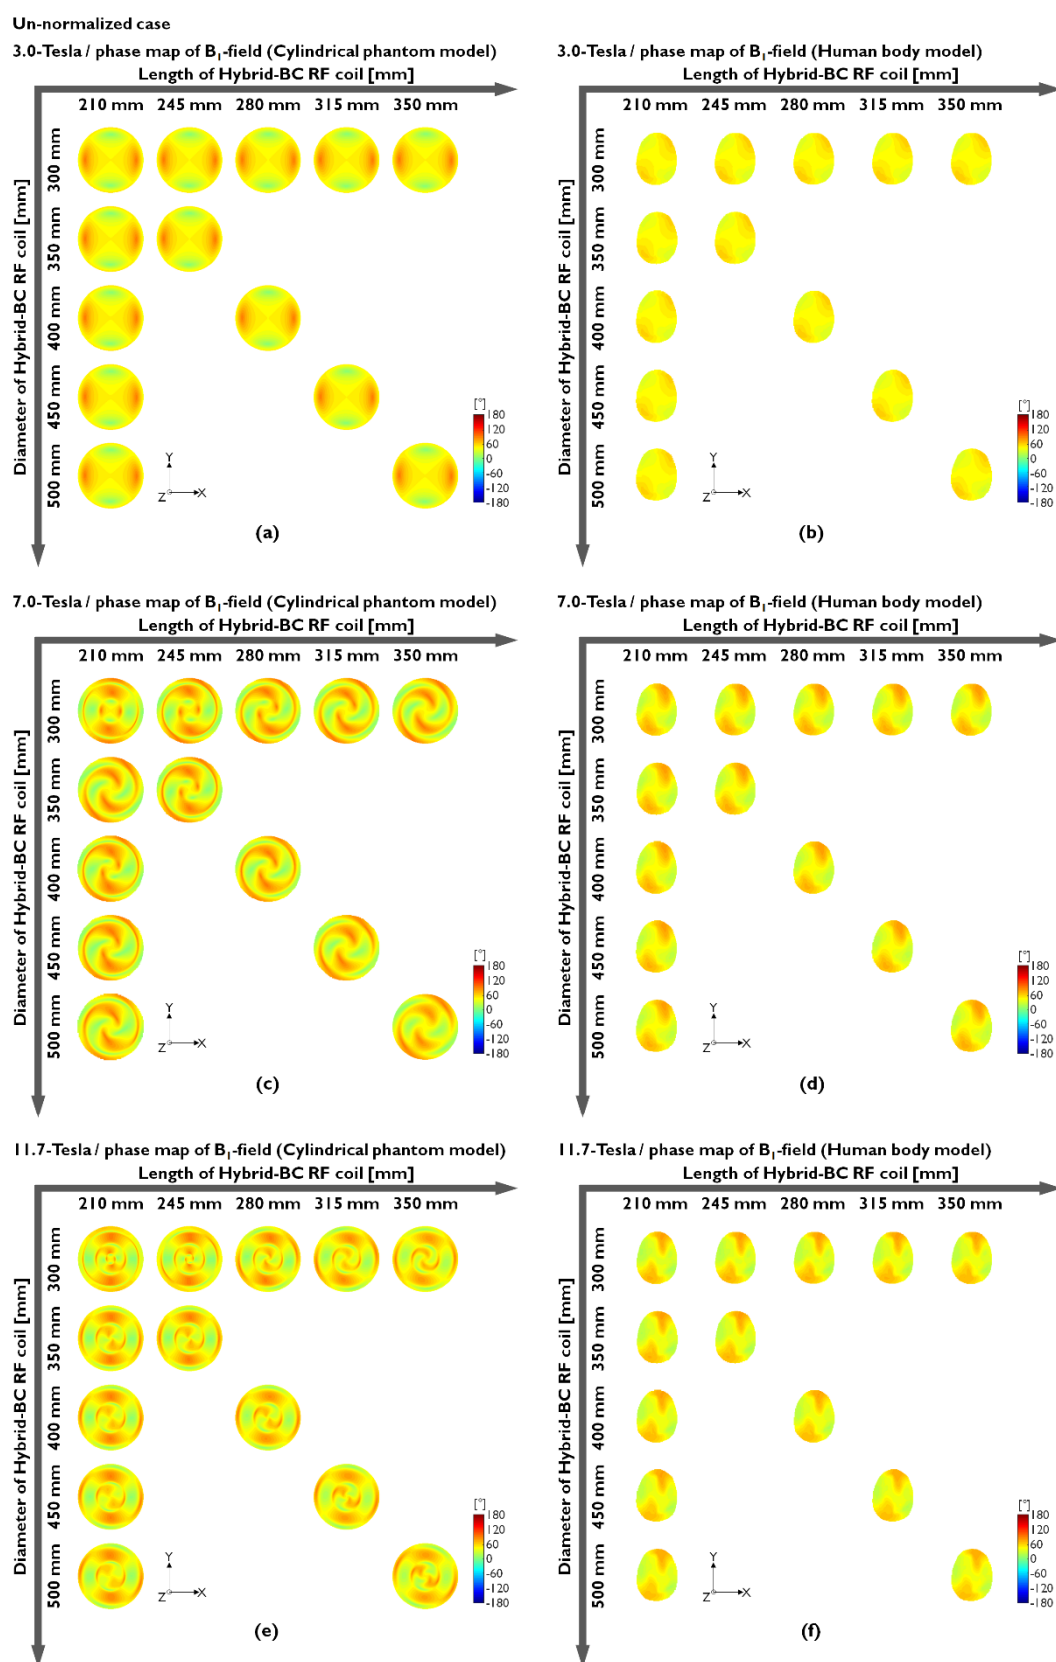 Un-normalized case
3.0-Tesla / phase map of B₁-field (Cylindrical phantom model)
Length of Hybrid-BC RF coil [mm]
210 mm 245 mm 280 mm 315 mm 350 mm
Diameter of Hybrid-BC RF coil [mm]
300 mm
350 mm
400 mm
450 mm
500 mm
Y
Z X
[°]
180
120
60
0
-60
-120
-180
(a)
3.0-Tesla / phase map of B₁-field (Human body model)
Length of Hybrid-BC RF coil [mm]
210 mm 245 mm 280 mm 315 mm 350 mm
Diameter of Hybrid-BC RF coil [mm]
300 mm
350 mm
400 mm
450 mm
500 mm
Y
Z X
[°]
180
120
60
0
-60
-120
-180
(b)
7.0-Tesla / phase map of B₁-field (Cylindrical phantom model)
Length of Hybrid-BC RF coil [mm]
210 mm 245 mm 280 mm 315 mm 350 mm
Diameter of Hybrid-BC RF coil [mm]
300 mm
350 mm
400 mm
450 mm
500 mm
Y
Z X
[°]
180
120
60
0
-60
-120
-180
(c)
7.0-Tesla / phase map of B₁-field (Human body model)
Length of Hybrid-BC RF coil [mm]
210 mm 245 mm 280 mm 315 mm 350 mm
Diameter of Hybrid-BC RF coil [mm]
300 mm
350 mm
400 mm
450 mm
500 mm
Y
Z X
[°]
180
120
60
0
-60
-120
-180
(d)
11.7-Tesla / phase map of B₁-field (Cylindrical phantom model)
Length of Hybrid-BC RF coil [mm]
210 mm 245 mm 280 mm 315 mm 350 mm
Diameter of Hybrid-BC RF coil [mm]
300 mm
350 mm
400 mm
450 mm
500 mm
Y
Z X
[°]
180
120
60
0
-60
-120
-180
(e)
11.7-Tesla / phase map of B₁-field (Human body model)
Length of Hybrid-BC RF coil [mm]
210 mm 245 mm 280 mm 315 mm 350 mm
Diameter of Hybrid-BC RF coil [mm]
300 mm
350 mm
400 mm
450 mm
500 mm
Y
Z X
[°]
180
120
60
0
-60
-120
-180
(f)